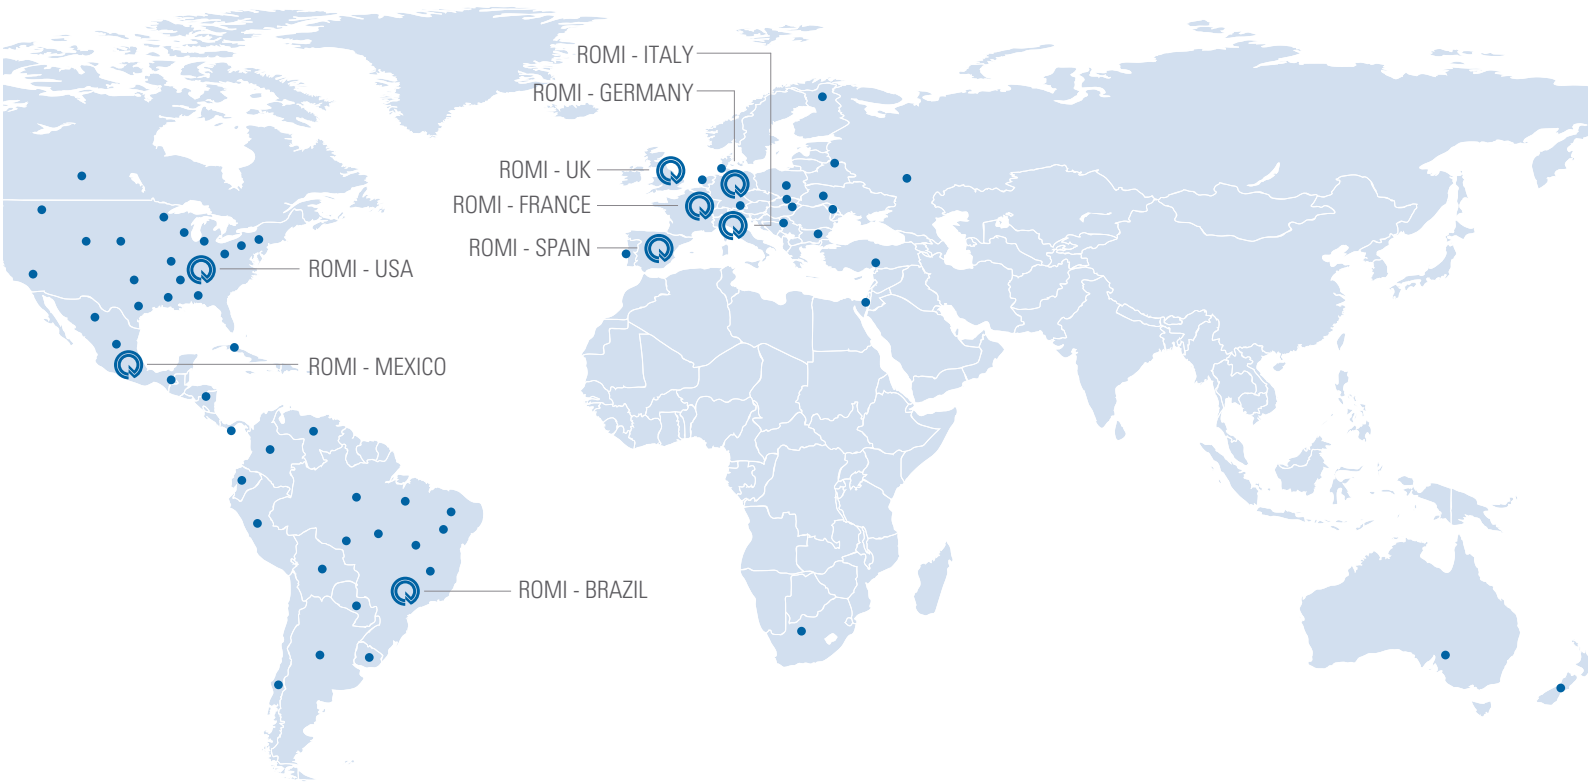 ROMI - ITALY
ROMI - GERMANY
ROMI - UK
ROMI - FRANCE
ROMI - SPAIN
ROMI - USA
ROMI - MEXICO
ROMI - BRAZIL